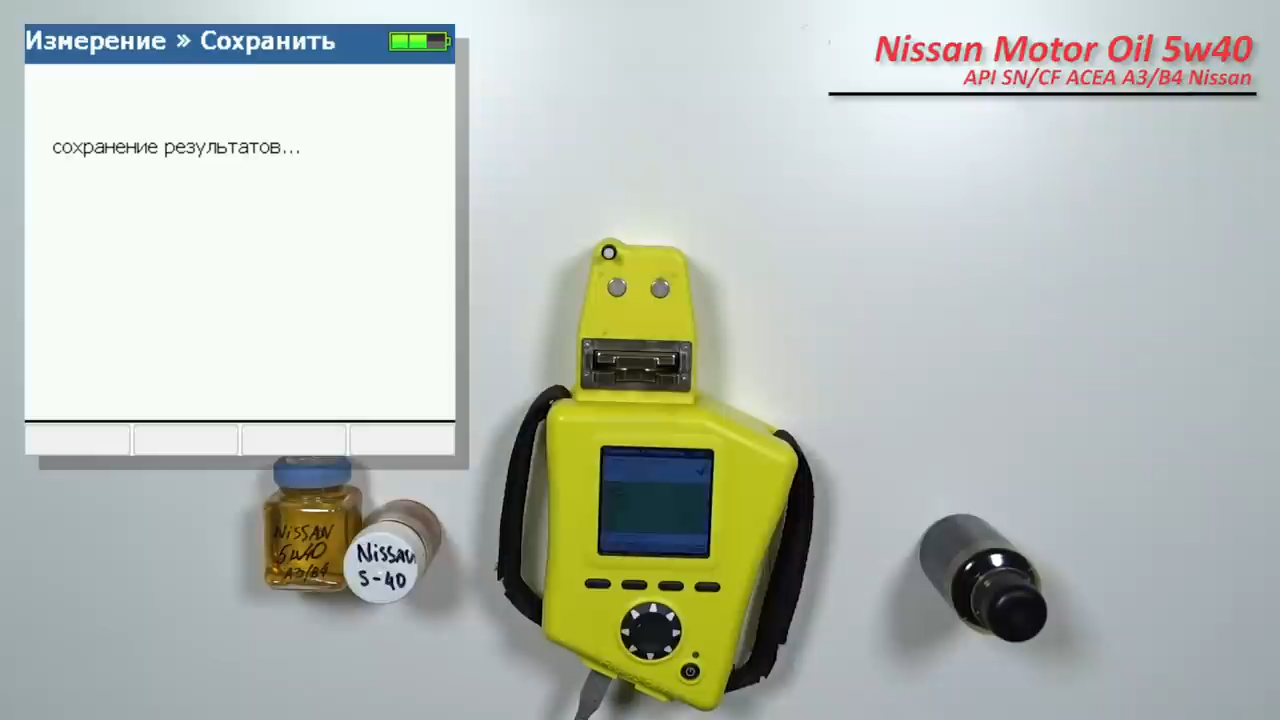 Измерение » Сохранить
сохранение результатов...
Nissan Motor Oil 5w40
API SN/CF ACEA A3/B4 Nissan
NiSSAN
5W40
A3/B4
NiSSAN
5-40